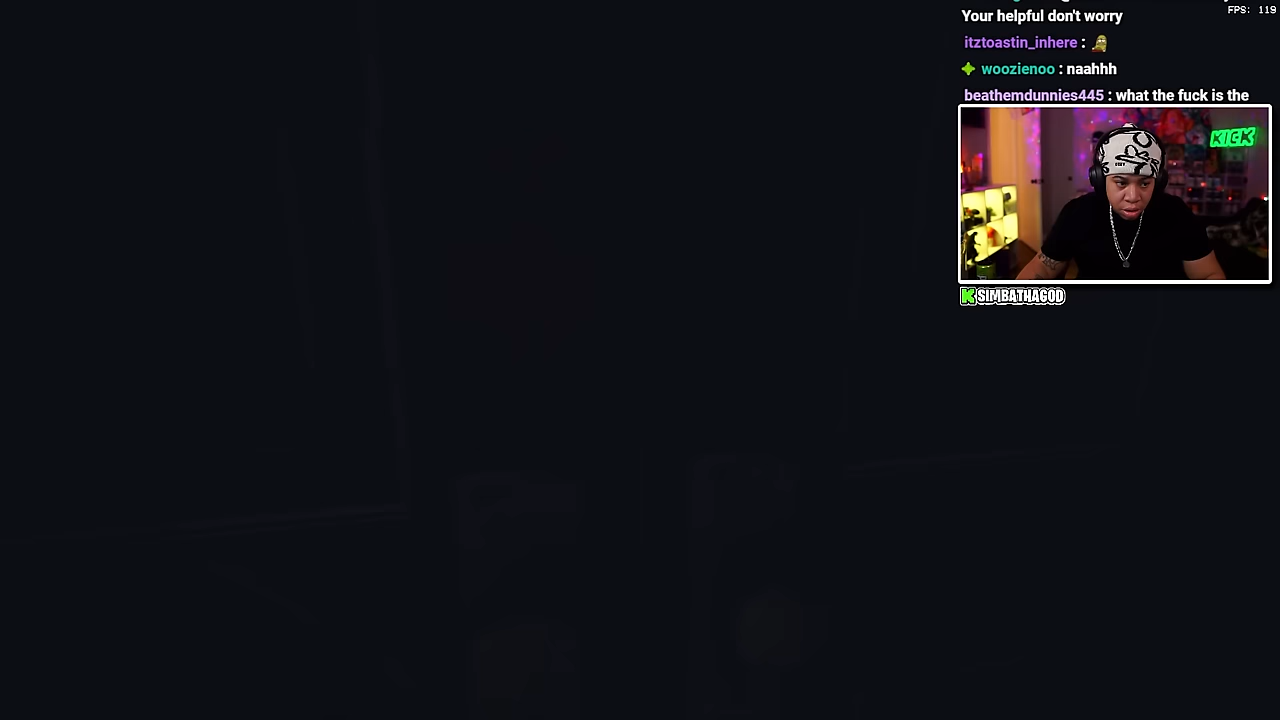 FPS: 119
Your helpful don't worry
itztoastin_inhere :
woozienoo : naahhh
beathemdunnies445 : what the fuck is the
KICK
K SIMBATHAGOD